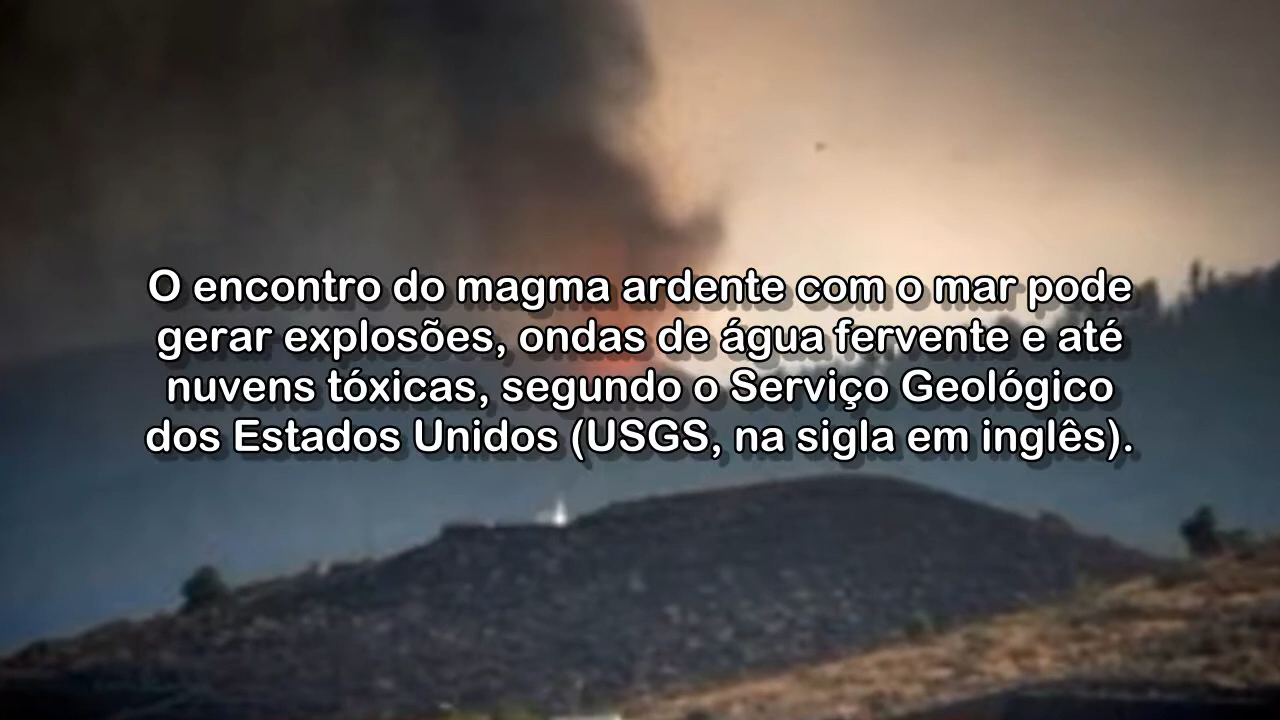 O encontro do magma ardente com o mar pode
gerar explosões, ondas de água fervente e até
nuvens tóxicas, segundo o Serviço Geológico
dos Estados Unidos (USGS, na sigla em inglês).